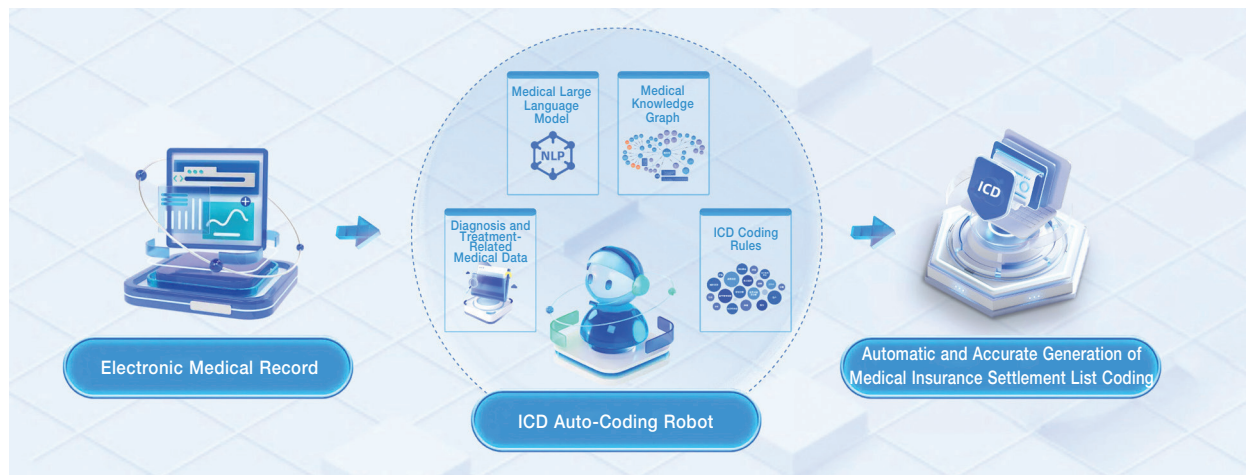 Medical Large
Language
Model
NLP
Medical
Knowledge
Graph
Diagnosis and
Treatment-
Related
Medical Data
ICD Coding
Rules
ICD
Electronic Medical Record
ICD Auto-Coding Robot
Automatic and Accurate Generation of
Medical Insurance Settlement List Coding